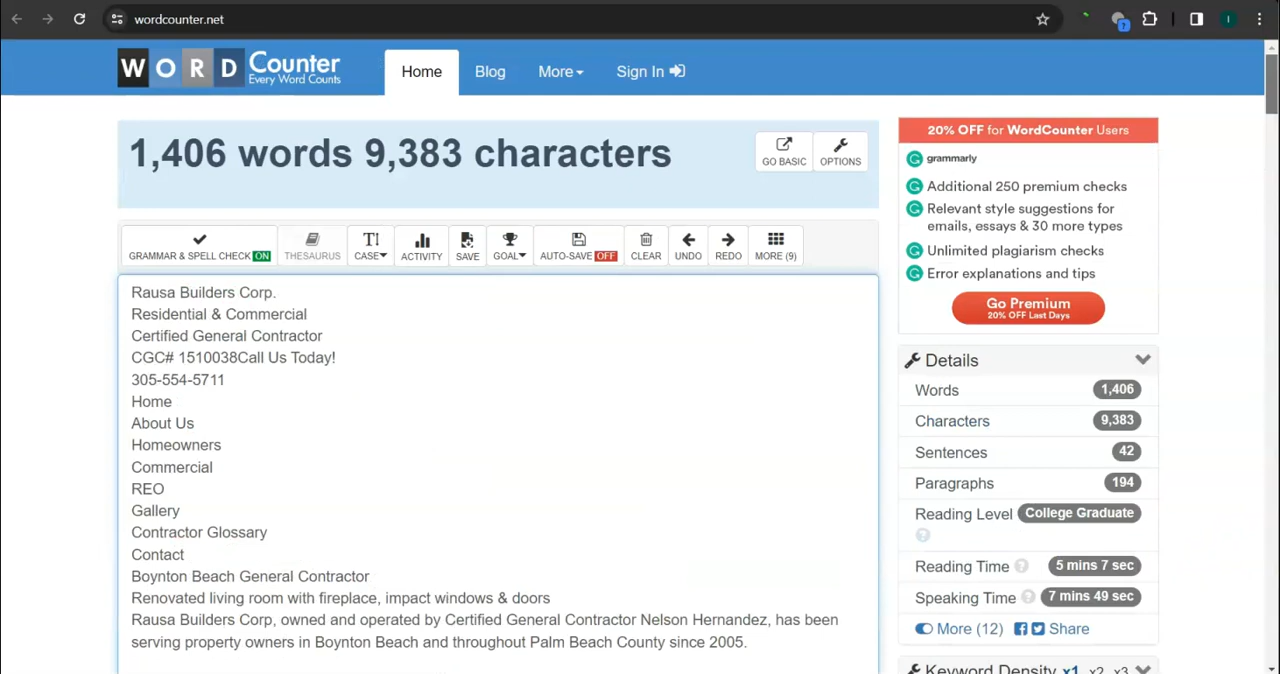 wordcounter.net
WORD Counter
Every Word Counts
Home
Blog
More
Sign In
1,406 words 9,383 characters
GO BASIC
OPTIONS
GRAMMAR & SPELL CHECK ON
THESAURUS
CASE
ACTIVITY
SAVE
GOAL
AUTO-SAVE OFF
CLEAR
UNDO
REDO
MORE (9)
Rausa Builders Corp.
Residential & Commercial
Certified General Contractor
CGC# 1510038Call Us Today!
305-554-5711
Home
About Us
Homeowners
Commercial
REO
Gallery
Contractor Glossary
Contact
Boynton Beach General Contractor
Renovated living room with fireplace, impact windows & doors
Rausa Builders Corp, owned and operated by Certified General Contractor Nelson Hernandez, has been
serving property owners in Boynton Beach and throughout Palm Beach County since 2005.
20% OFF for WordCounter Users
grammarly
Additional 250 premium checks
Relevant style suggestions for
emails, essays & 30 more types
Unlimited plagiarism checks
Error explanations and tips
Go Premium
20% OFF Last Days
Details
Words 1,406
Characters 9,383
Sentences 42
Paragraphs 194
Reading Level College Graduate
Reading Time 5 mins 7 sec
Speaking Time 7 mins 49 sec
More (12) Share
Keyword Density x1 x2 x3